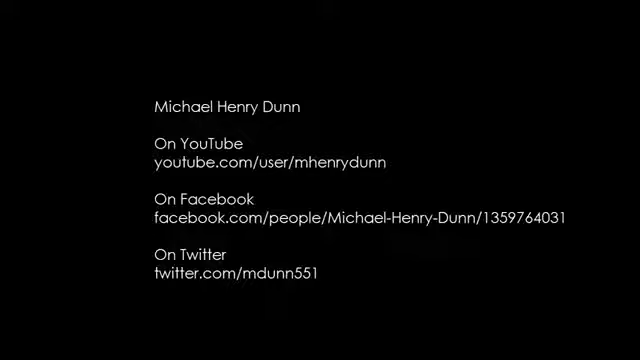 Michael Henry Dunn
On YouTube
youtube.com/user/mhenrydunn
On Facebook
facebook.com/people/Michael-Henry-Dunn/1359764031
On Twitter
twitter.com/mdunn551